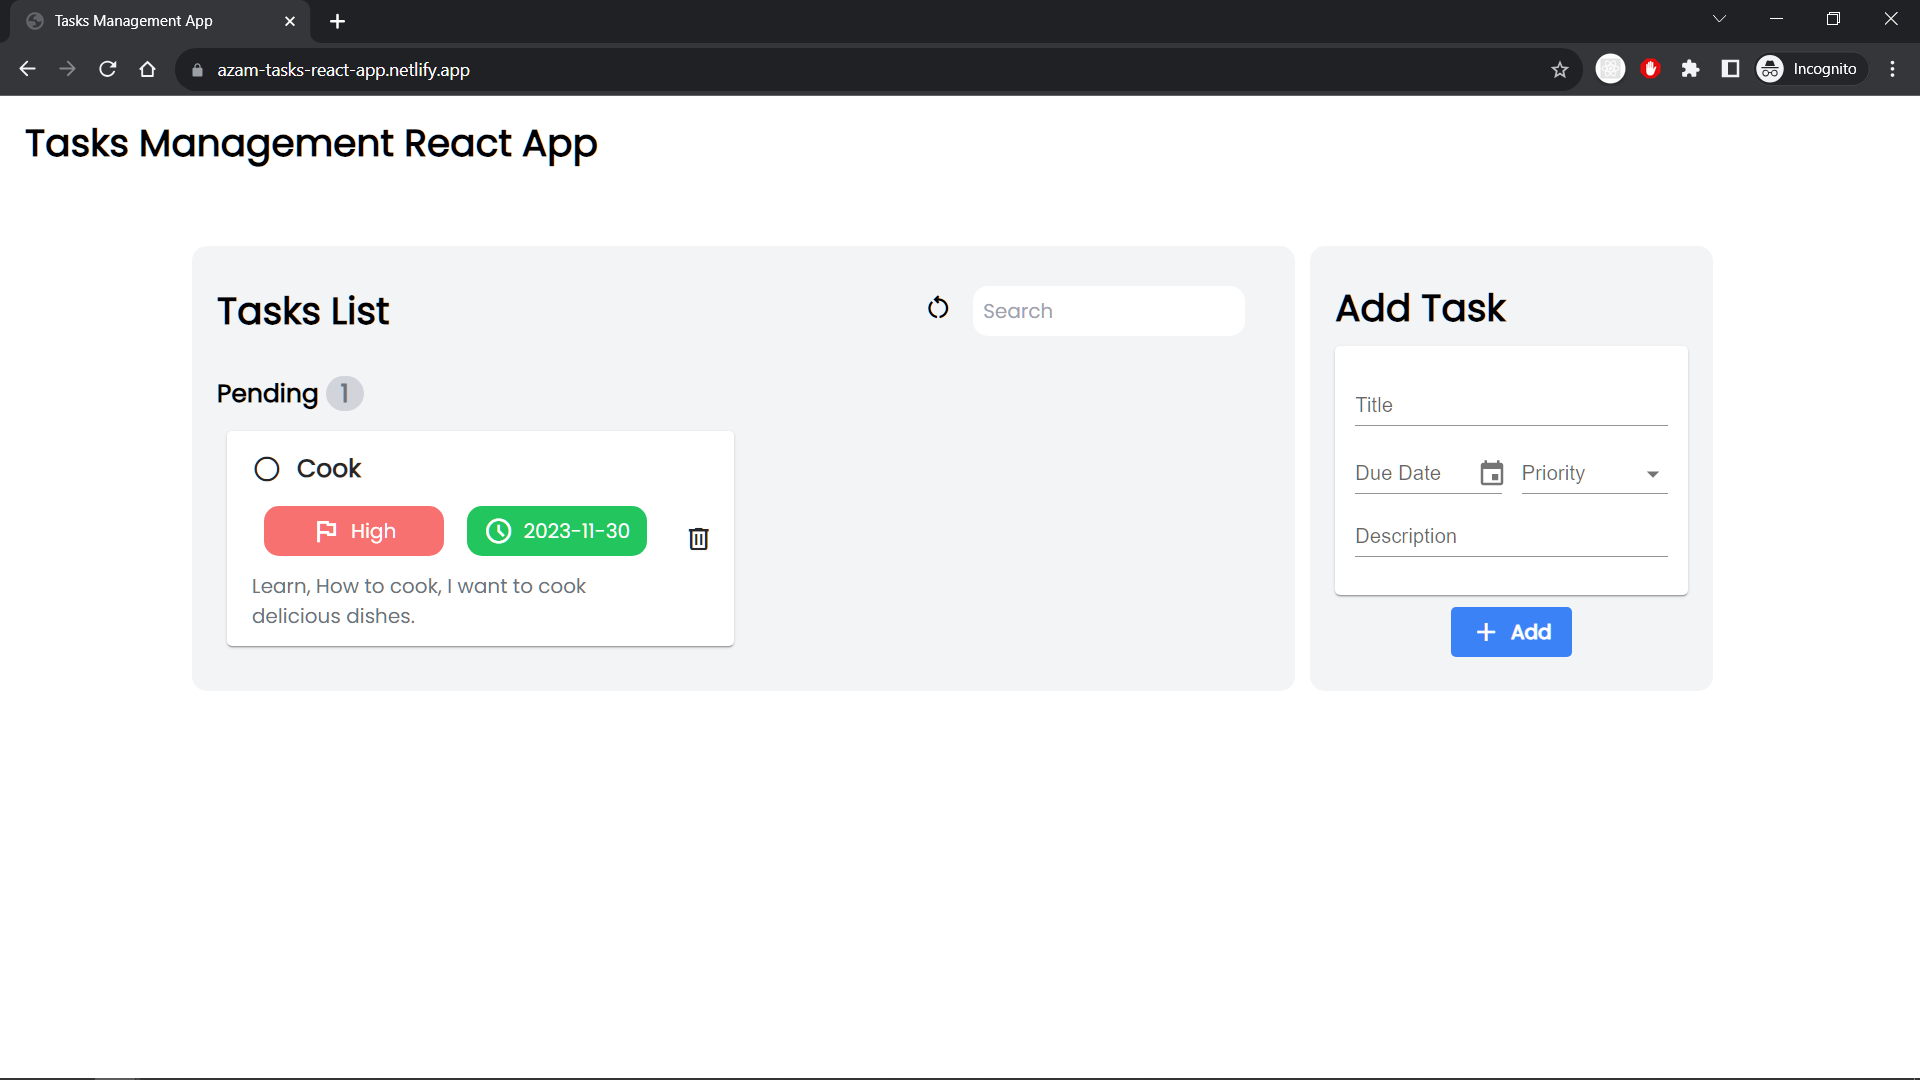 Tasks Management App
azam-tasks-react-app.netlify.app
Incognito
Tasks Management React App
Tasks List
Search
Pending 1
Cook
High
2023-11-30
Learn, How to cook, I want to cook
delicious dishes.
Add Task
Title
Due Date
Priority
Description
Add